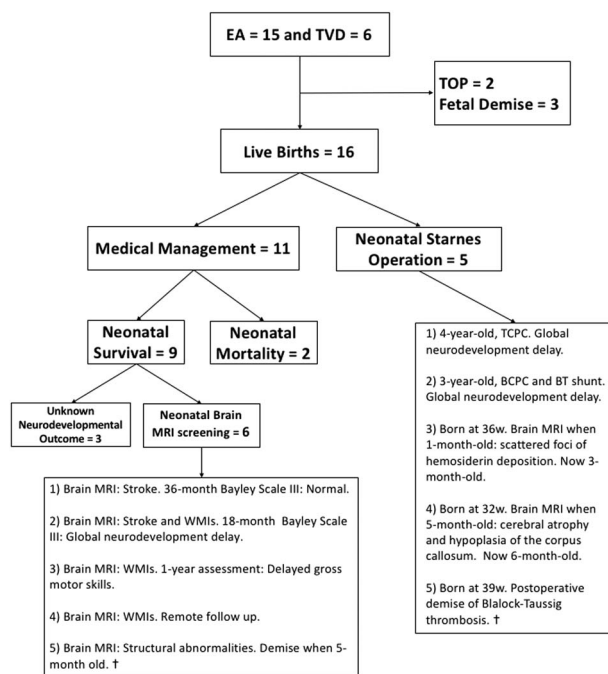 EA = 15 and TVD = 6
TOP = 2
Fetal Demise = 3
Live Births = 16
Medical Management = 11
Neonatal Starnes
Operation = 5
Neonatal
Survival = 9
Neonatal
Mortality = 2
Unknown
Neurodevelopmental
Outcome = 3
Neonatal Brain
MRI screening = 6
1) Brain MRI: Stroke. 36-month Bayley Scale III: Normal.
2) Brain MRI: Stroke and WMIs. 18-month Bayley Scale
III: Global neurodevelopment delay.
3) Brain MRI: WMIs. 1-year assessment: Delayed gross
motor skills.
4) Brain MRI: WMIs. Remote follow up.
5) Brain MRI: Structural abnormalities. Demise when 5-
month old. †
1) 4-year-old, TCPC. Global
neurodevelopment delay.
2) 3-year-old, BCPC and BT shunt.
Global neurodevelopment delay.
3) Born at 36w. Brain MRI when
1-month-old: scattered foci of
hemosiderin deposition. Now 3-
month-old.
4) Born at 32w. Brain MRI when
5-month-old: cerebral atrophy
and hypoplasia of the corpus
callosum. Now 6-month-old.
5) Born at 39w. Postoperative
demise of Blalock-Taussig
thrombosis. †